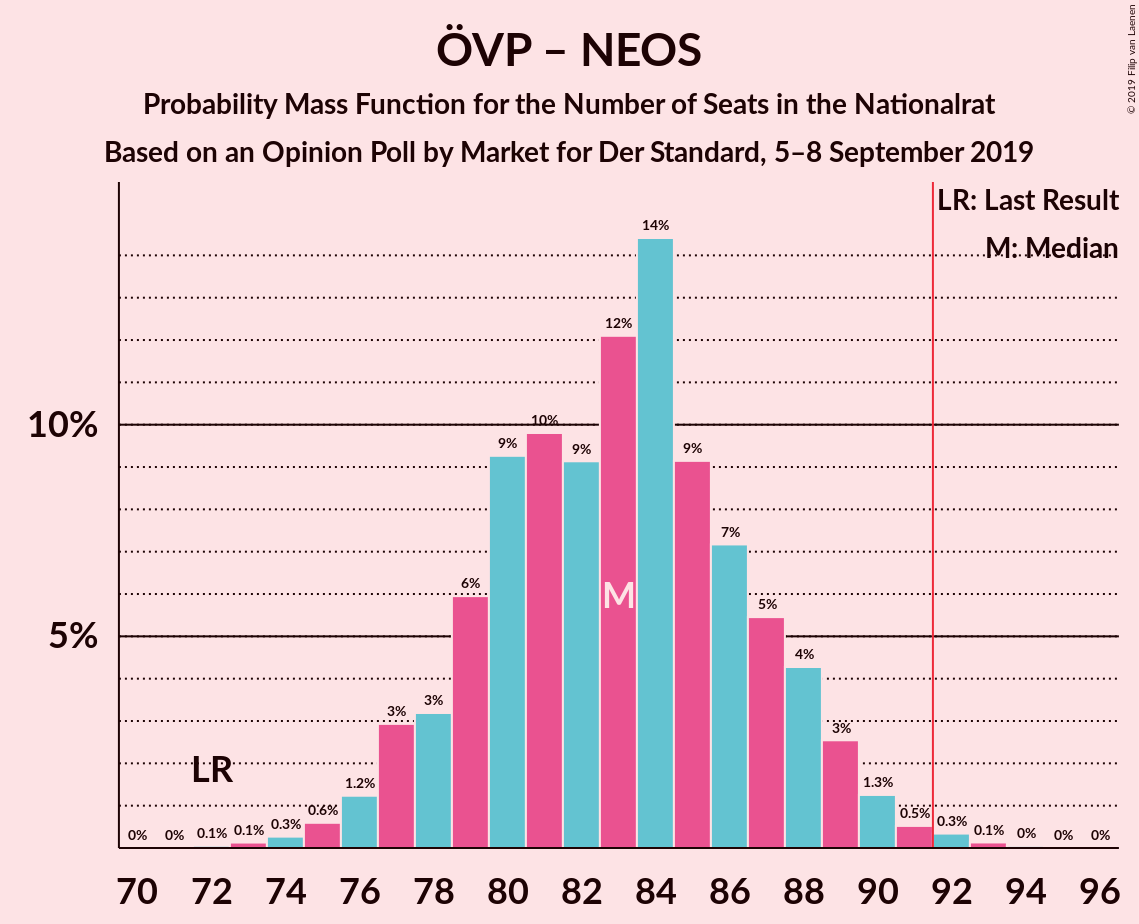 ÖVP – NEOS
Probability Mass Function for the Number of Seats in the Nationalrat
Based on an Opinion Poll by Market for Der Standard, 5–8 September 2019
© 2019 Filip van Laenen
LR: Last Result
M: Median
10%
5%
LR
M
0% 0% 0.1% 0.1% 0.3% 0.6% 1.2% 3% 3% 6% 9% 10% 9% 12% 14% 9% 7% 5% 4% 3% 1.3% 0.5% 0.3% 0.1% 0% 0% 0%
70 72 74 76 78 80 82 84 86 88 90 92 94 96